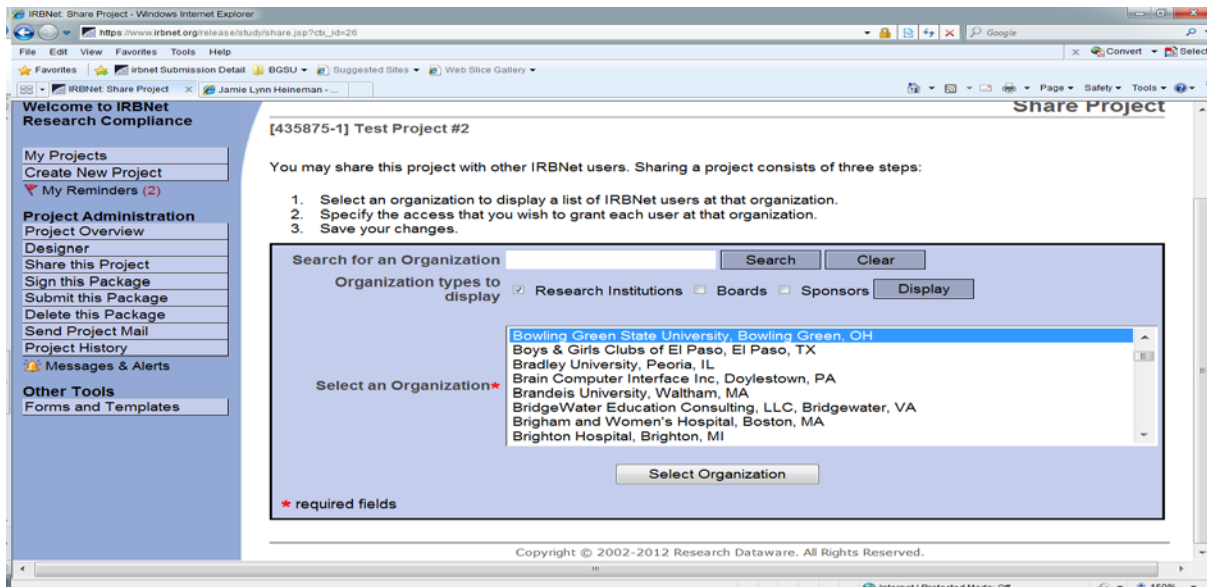 IRBNet: Share Project - Windows Internet Explorer
https://www.irbnet.org/release/study/share.jsp?ctx_id=26
Google
File Edit View Favorites Tools Help
x Convert Select
Favorites irbnet Submission Detail BGSU Suggested Sites Web Slice Gallery
IRBNet: Share Project x Jamie Lynn Heineman - ...
Page Safety Tools
Welcome to IRBNet
Research Compliance
My Projects
Create New Project
My Reminders (2)
Project Administration
Project Overview
Designer
Share this Project
Sign this Package
Submit this Package
Delete this Package
Send Project Mail
Project History
Messages & Alerts
Other Tools
Forms and Templates
Share Project
[435875-1] Test Project #2
You may share this project with other IRBNet users. Sharing a project consists of three steps:
1. Select an organization to display a list of IRBNet users at that organization.
2. Specify the access that you wish to grant each user at that organization.
3. Save your changes.
Search for an Organization Search Clear
Organization types to
display Research Institutions Boards Sponsors Display
Select an Organization*
Bowling Green State University, Bowling Green, OH
Boys & Girls Clubs of El Paso, El Paso, TX
Bradley University, Peoria, IL
Brain Computer Interface Inc, Doylestown, PA
Brandeis University, Waltham, MA
BridgeWater Education Consulting, LLC, Bridgewater, VA
Brigham and Women's Hospital, Boston, MA
Brighton Hospital, Brighton, MI
Select Organization
* required fields
Copyright © 2002-2012 Research Dataware. All Rights Reserved.
Internet | Protected Mode: Off 150%